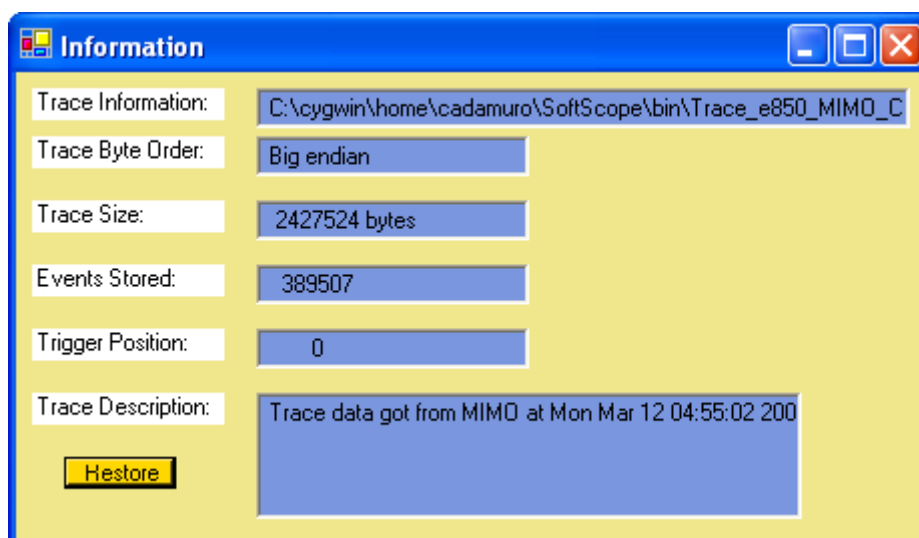 Information
Trace Information: C:\cygwin\home\cadamuro\SoftScope\bin\Trace_e850_MIMO_C
Trace Byte Order: Big endian
Trace Size: 2427524 bytes
Events Stored: 389507
Trigger Position: 0
Trace Description: Trace data got from MIMO at Mon Mar 12 04:55:02 200
Restore